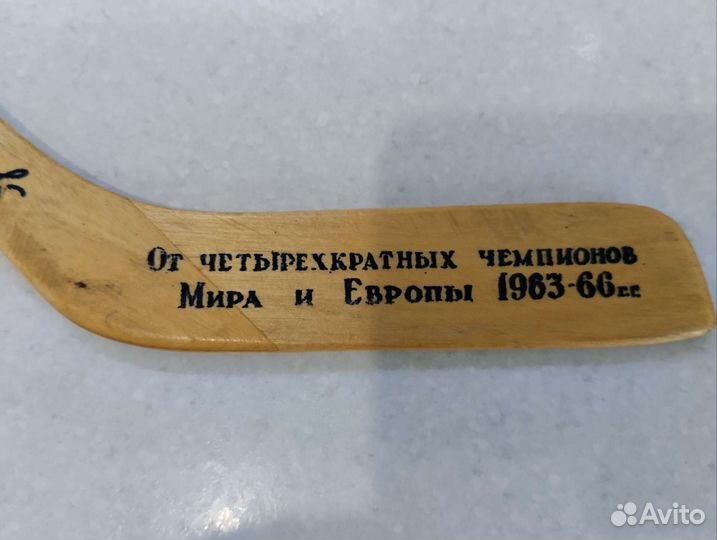 От четырехкратных чемпионов
Мира и Европы 1963-66гг
Avito